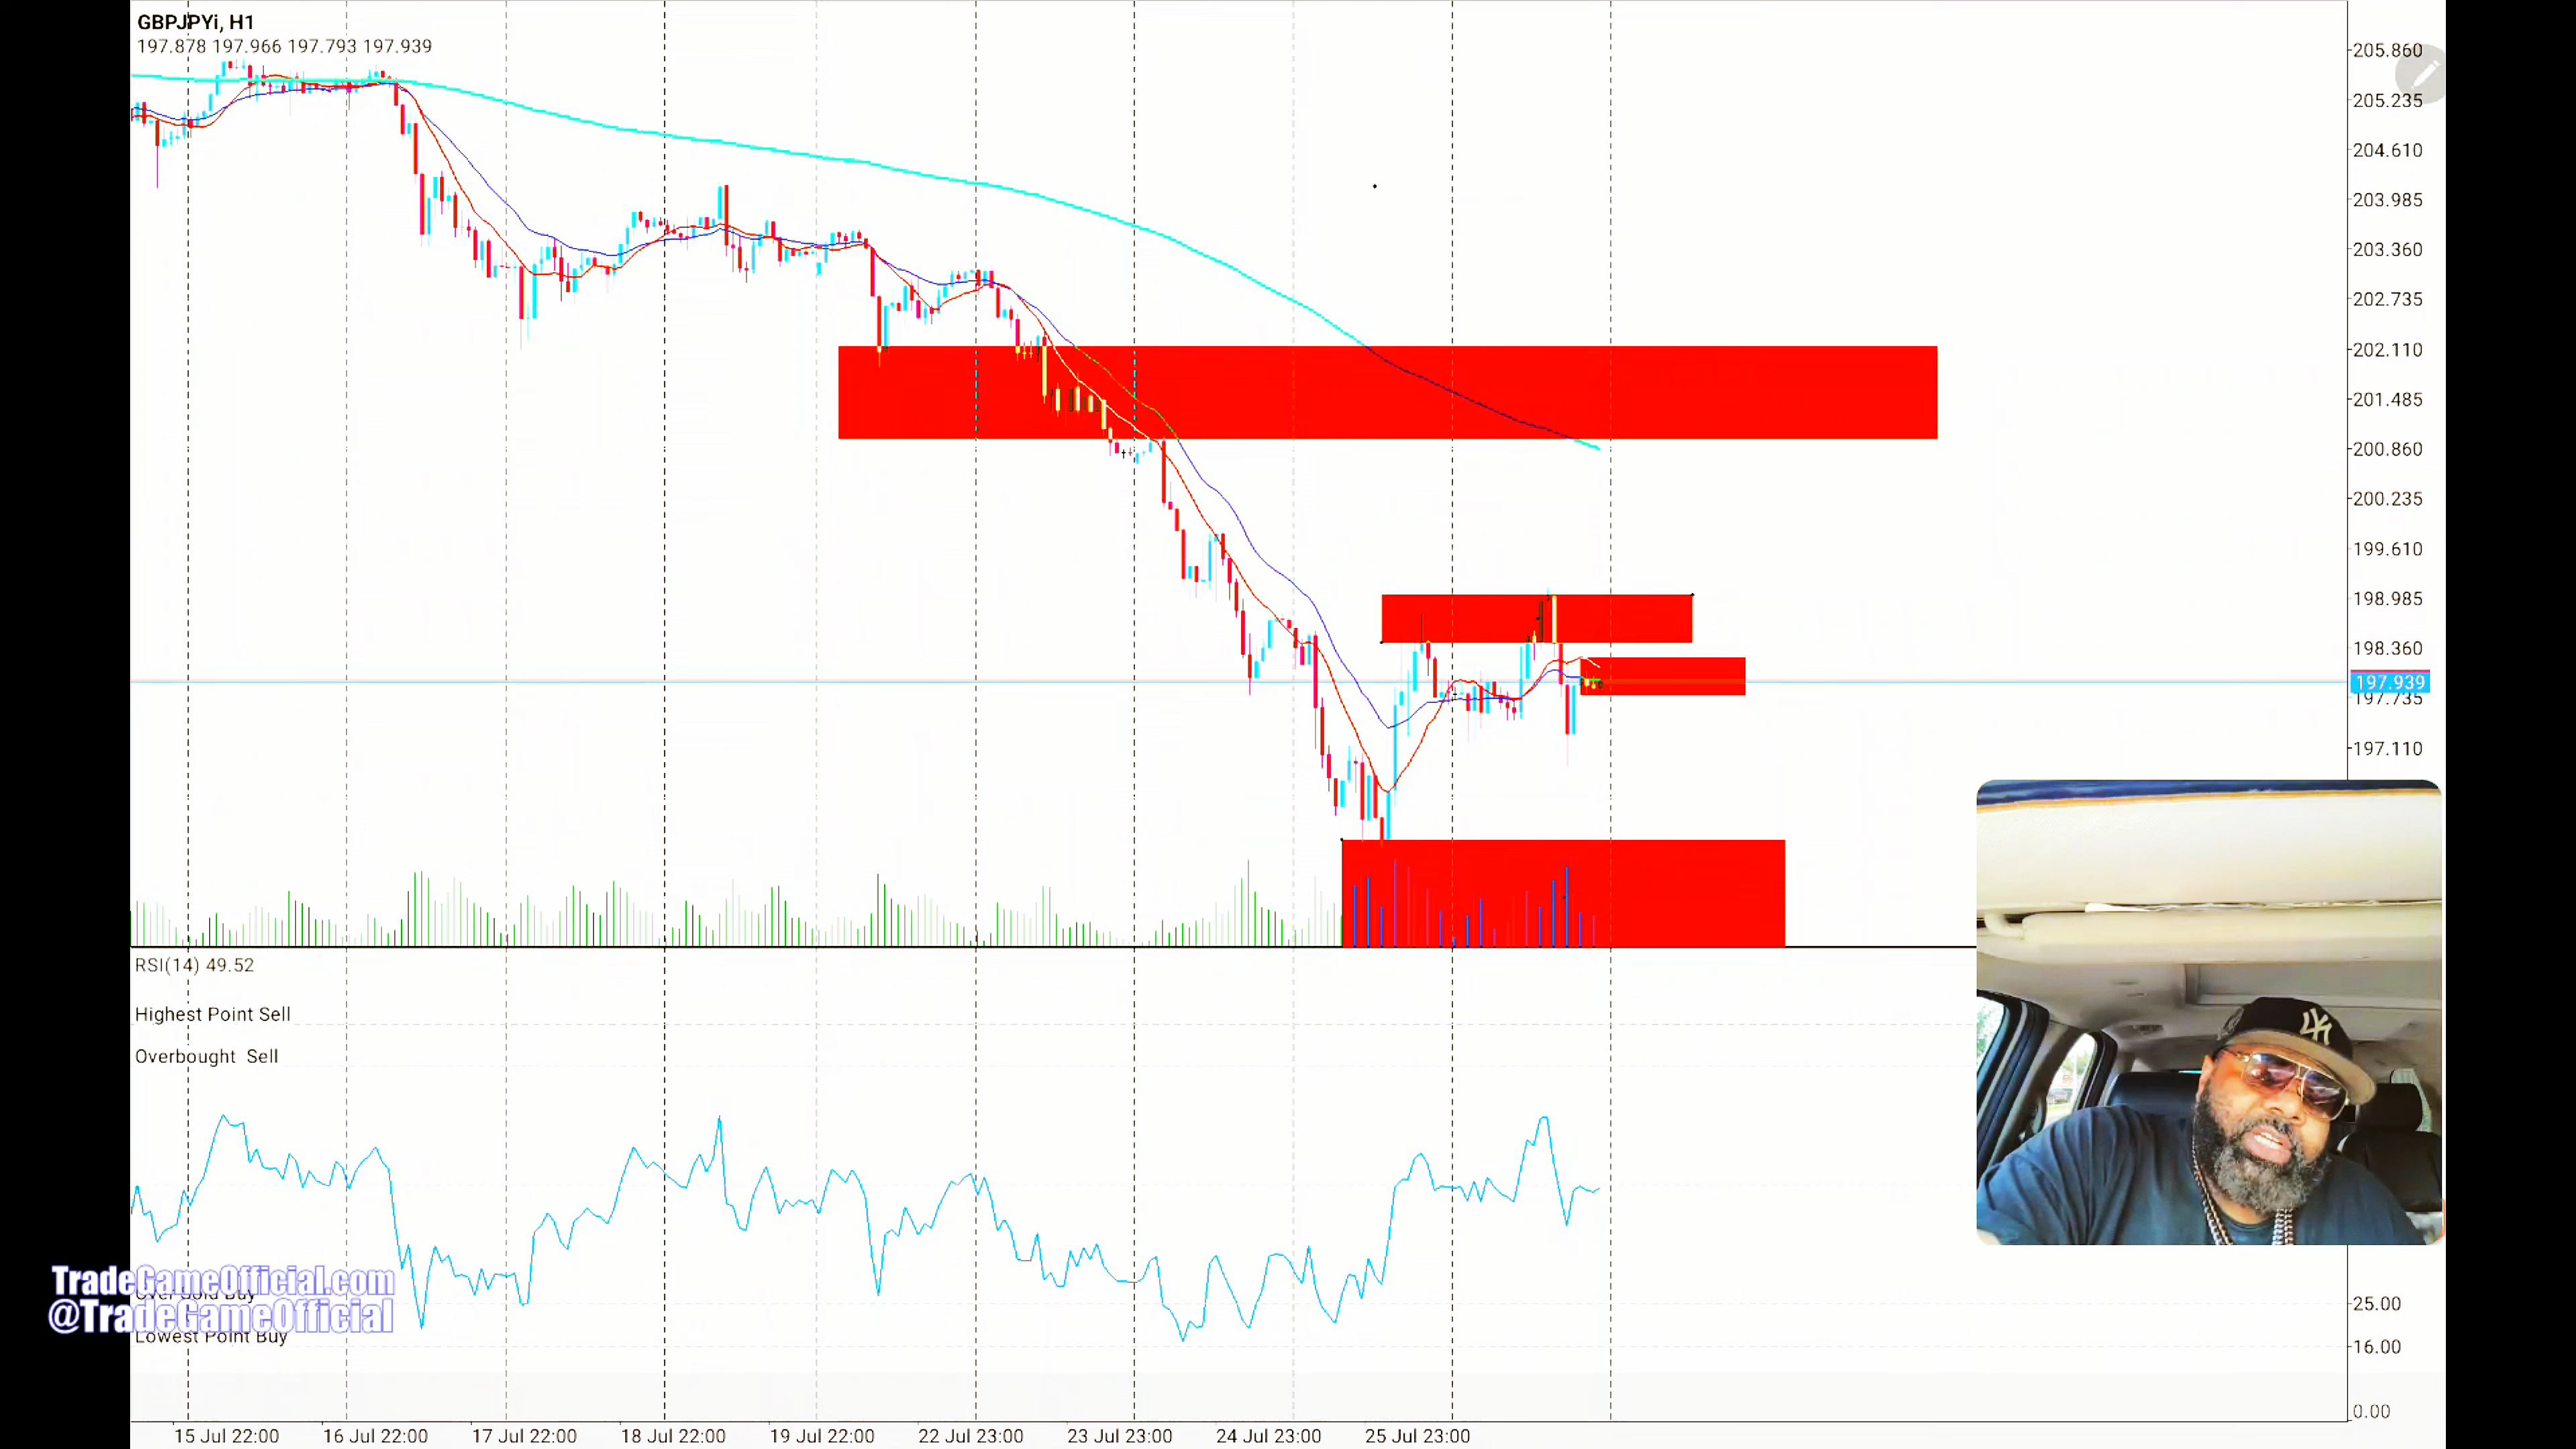 GBPJPYi, H1
197.878 197.966 197.793 197.939
205.860
205.235
204.610
203.985
203.360
202.735
202.110
201.485
200.860
200.235
199.610
198.985
198.360
197.939
197.735
197.110
RSI(14) 49.52
Highest Point Sell
Overbought Sell
TradeGameOfficial.com
@TradeGameOfficial
Lowest Point Buy
25.00
16.00
0.00
15 Jul 22:00 16 Jul 22:00 17 Jul 22:00 18 Jul 22:00 19 Jul 22:00 22 Jul 23:00 23 Jul 23:00 24 Jul 23:00 25 Jul 23:00